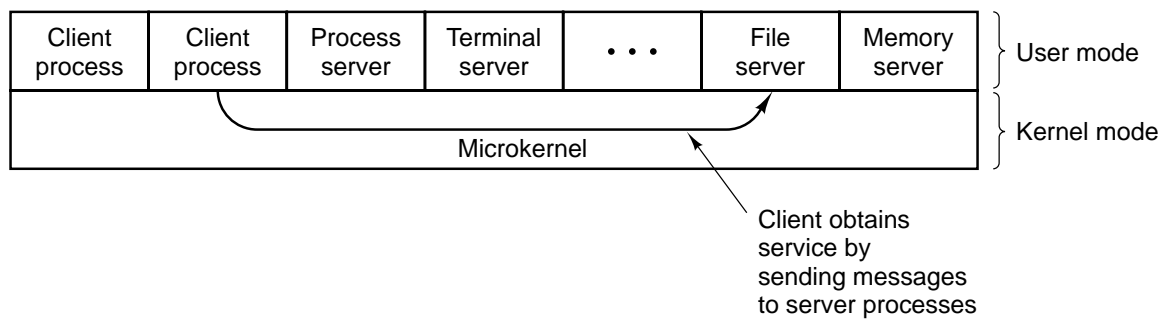 Client process
Client process
Process server
Terminal server
• • •
File server
Memory server
User mode
Microkernel
Kernel mode
Client obtains
service by
sending messages
to server processes